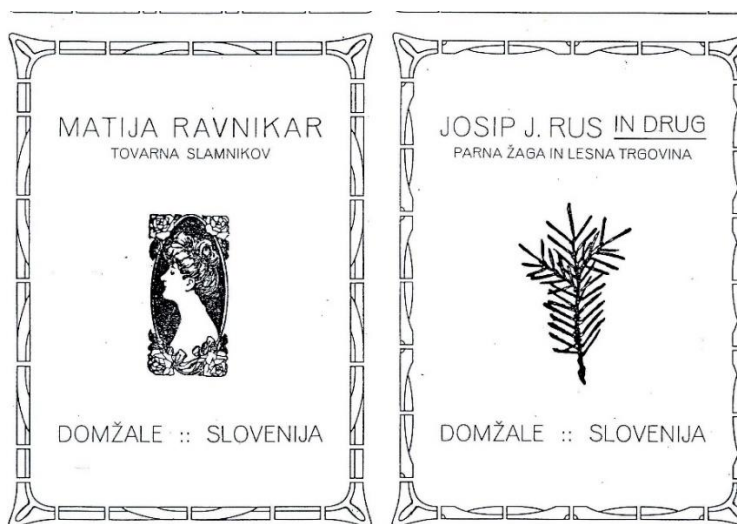 MATIJA RAVNIKAR
TOVARNA SLAMNIKOV
DOMŽALE :: SLOVENIJA
JOSIP J. RUS IN DRUG
PARNA ŽAGA IN LESNA TRGOVINA
DOMŽALE :: SLOVENIJA